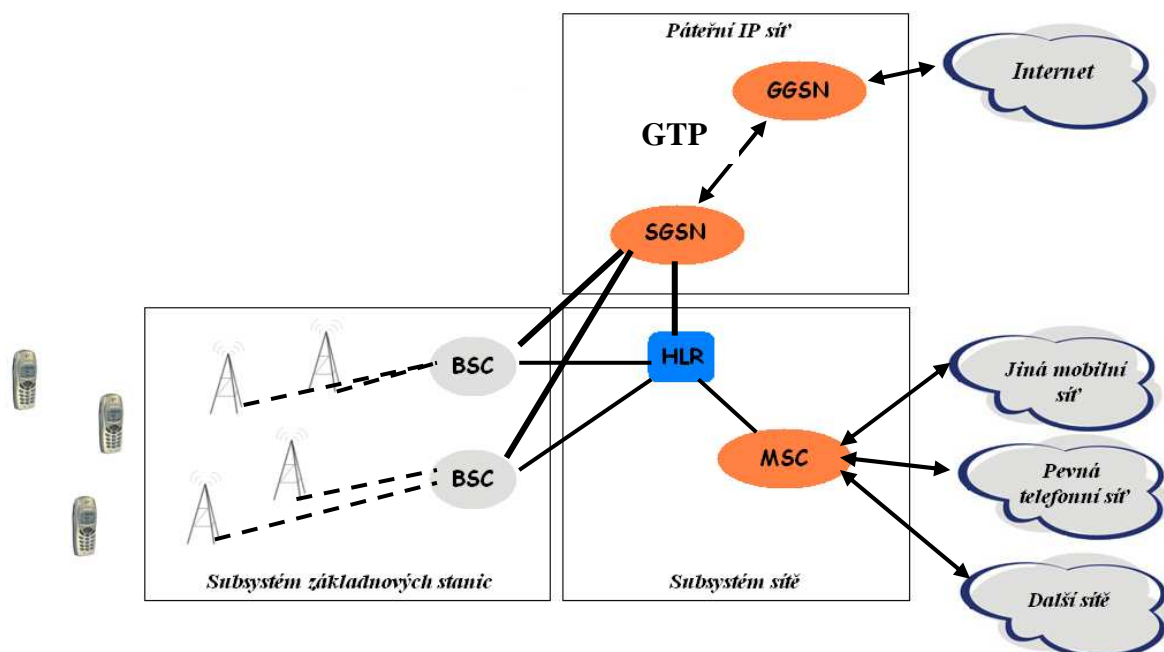 Páteřní IP síť
GGSN
Internet
GTP
SGSN
BSC
HLR
Jiná mobilní
síť
BSC
MSC
Pevná
telefonní síť
Subsystém základnových stanic
Subsystém sítě
Další sítě